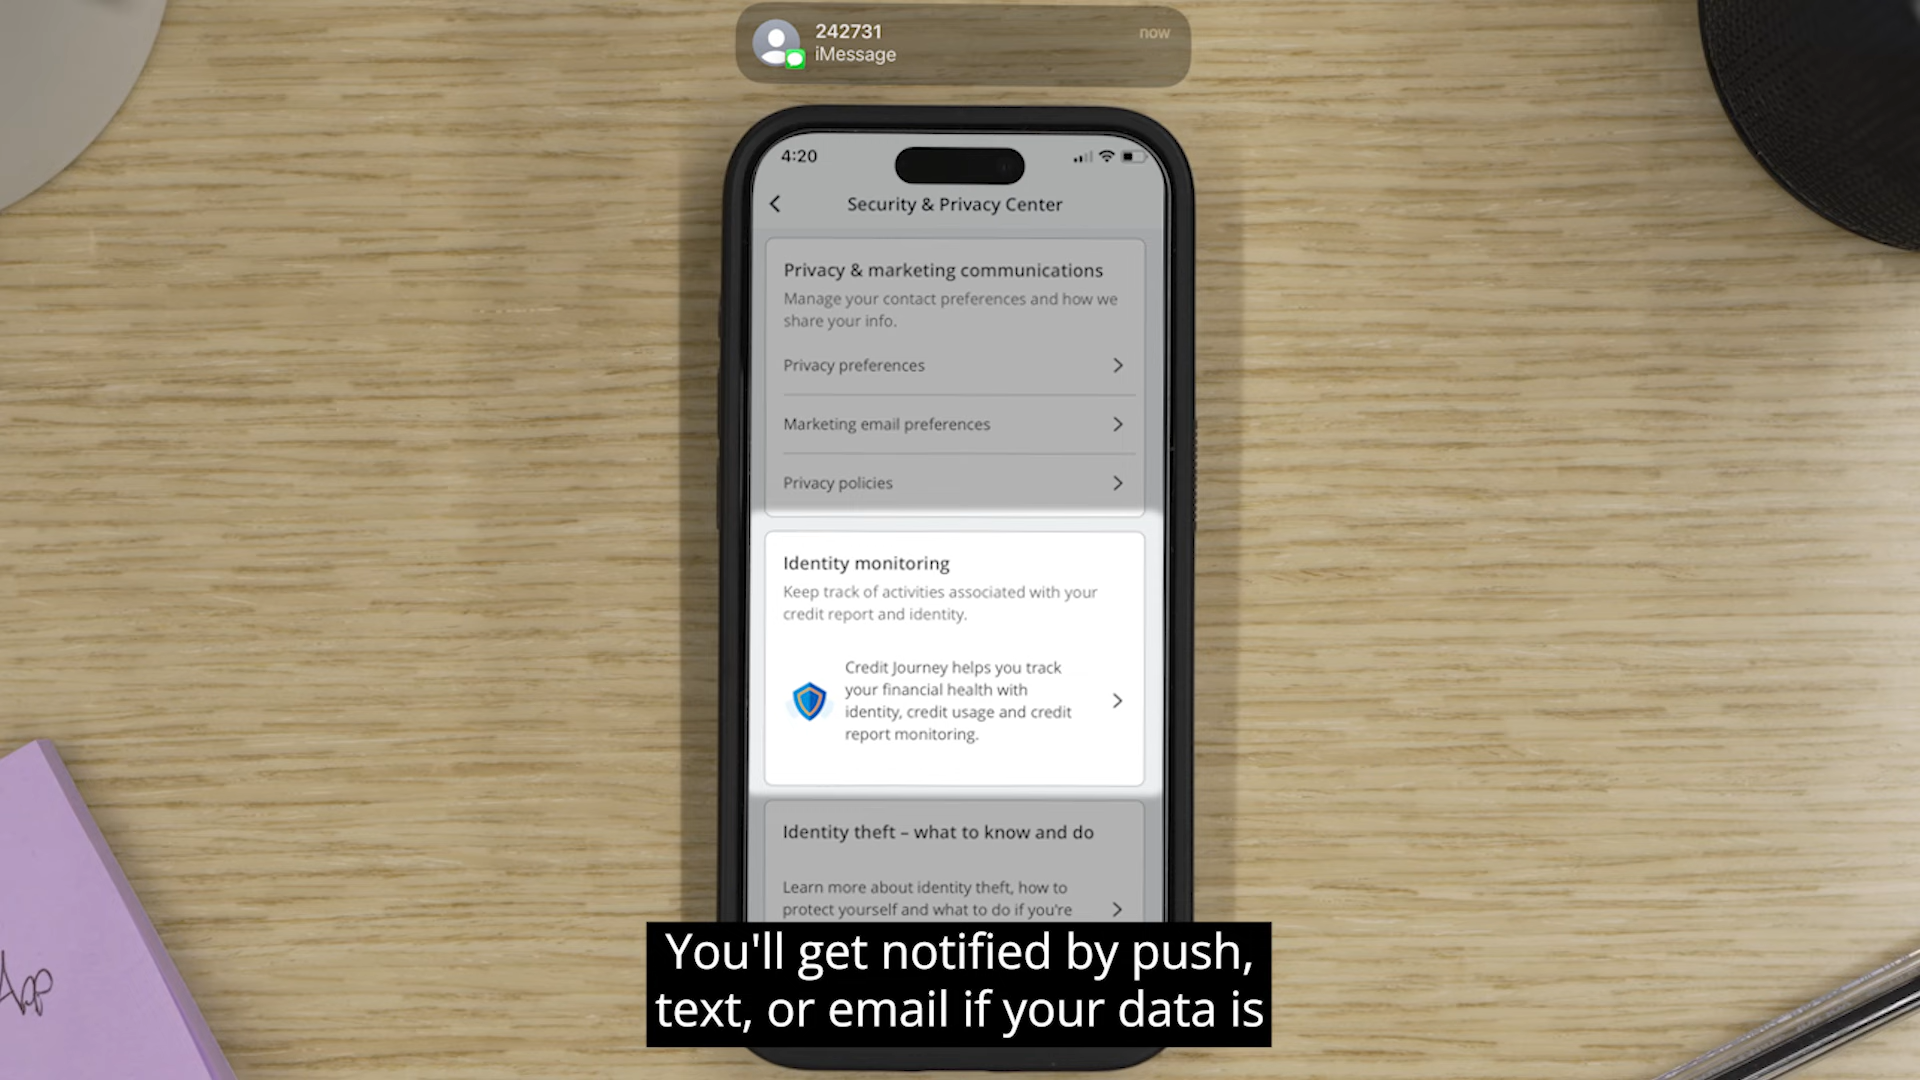 242731
now
iMessage
4:20
Security & Privacy Center
Privacy & marketing communications
Manage your contact preferences and how we
share your info.
Privacy preferences
Marketing email preferences
Privacy policies
Identity monitoring
Keep track of activities associated with your
credit report and identity.
Credit Journey helps you track
your financial health with
identity, credit usage and credit
report monitoring.
Identity theft – what to know and do
Learn more about identity theft, how to
protect yourself and what to do if you're
You'll get notified by push,
text, or email if your data is